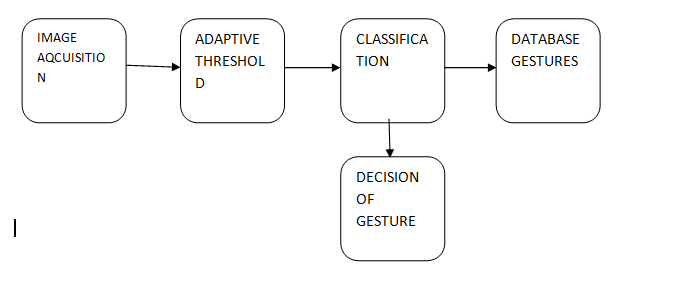 IMAGE
AQCUISITIO
N
ADAPTIVE
THRESHOL
D
CLASSIFICA
TION
DATABASE
GESTURES
DECISION
OF
GESTURE